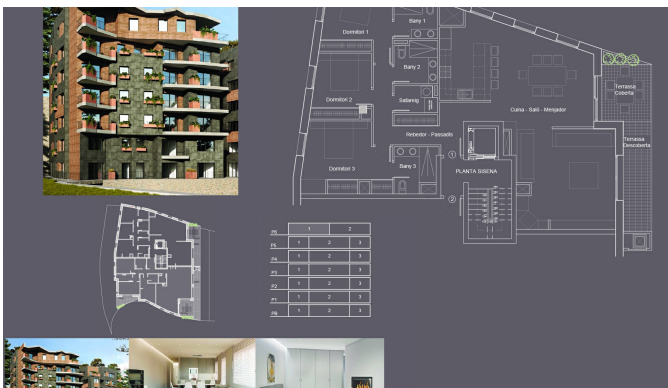 Bany 1
Dormitori 1
Bany 2
Terrassa
Coberta
Dormitori 2
Safareig
Cuina - Saló - Menjador
Rebedor - Passadís
Terrassa
Descoberta
1
Dormitori 3
Bany 3
PLANTA SISENA
2
P6 1 2
P5 1 2 3
P4 1 2 3
P3 1 2 3
P2 1 2 3
P1 1 2 3
PB 1 2 3